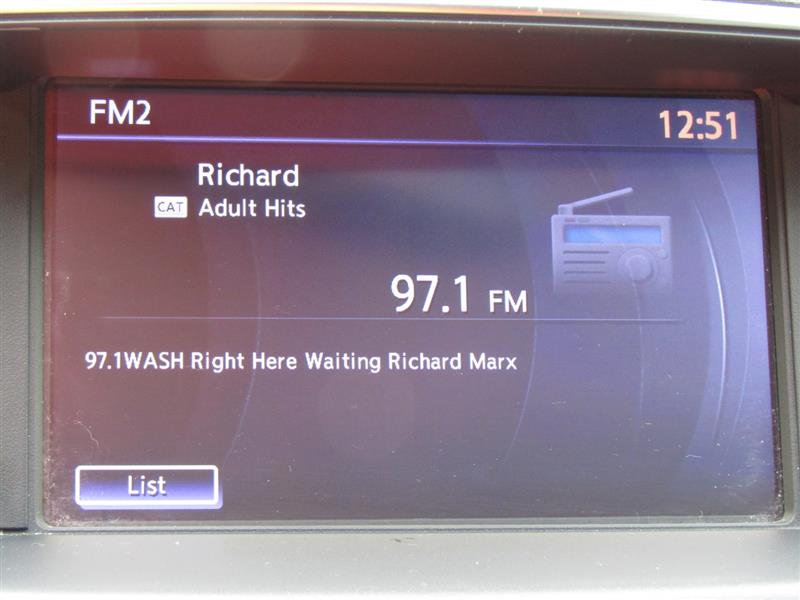 FM2
12:51
Richard
CAT Adult Hits
97.1 FM
97.1WASH Right Here Waiting Richard Marx
List